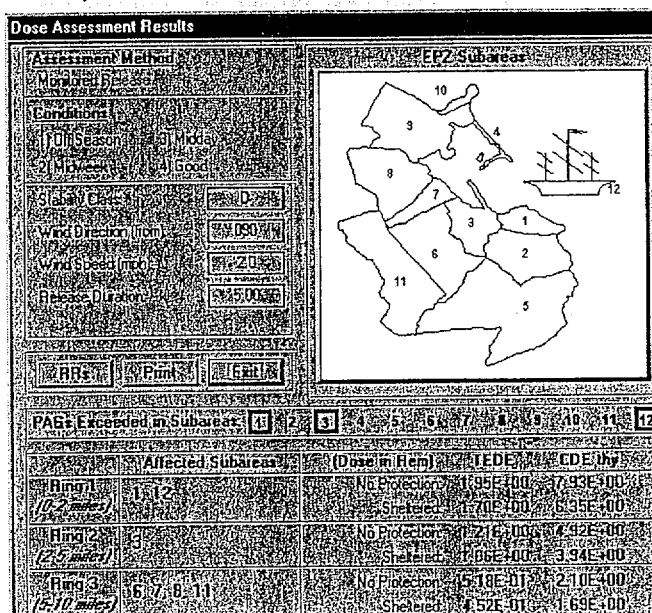 Dose Assessment Results
Assessment Method
Monitored Release
Conditions
1) Off Season 3) Midday
2) Midweek 4) Good
Stability Class D
Wind Direction (from) 090
Wind Speed (mph) 2.0
Release Duration 15.00
RRs Print Exit
EPZ Subareas
10
9
4
8
7
12
3
1
6
2
11
5
PAGs Exceeded in Subareas 1 2 3 4 5 6 7 8 9 10 11 12
Affected Subareas (Dose in Rem) TEDE CDE thy
Ring 1 1, 12 No Protection: 1.95E+00 7.93E+00
(0-2 miles) Sheltered: 1.70E+00 6.35E+00
Ring 2 3 No Protection: 1.21E+00 4.92E+00
(2-5 miles) Sheltered: 1.06E+00 3.94E+00
Ring 3 6, 7, 8, 11 No Protection: 5.18E-01 2.10E+00
(5-10 miles) Sheltered: 4.52E-01 1.69E+00